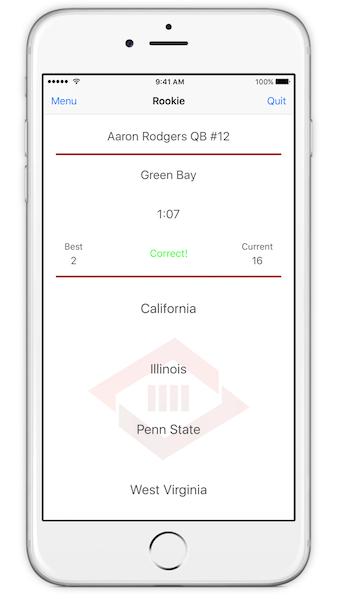 9:41 AM 100%
Menu Rookie Quit
Aaron Rodgers QB #12
Green Bay
1:07
Best Correct! Current
2 16
California
Illinois
Penn State
West Virginia